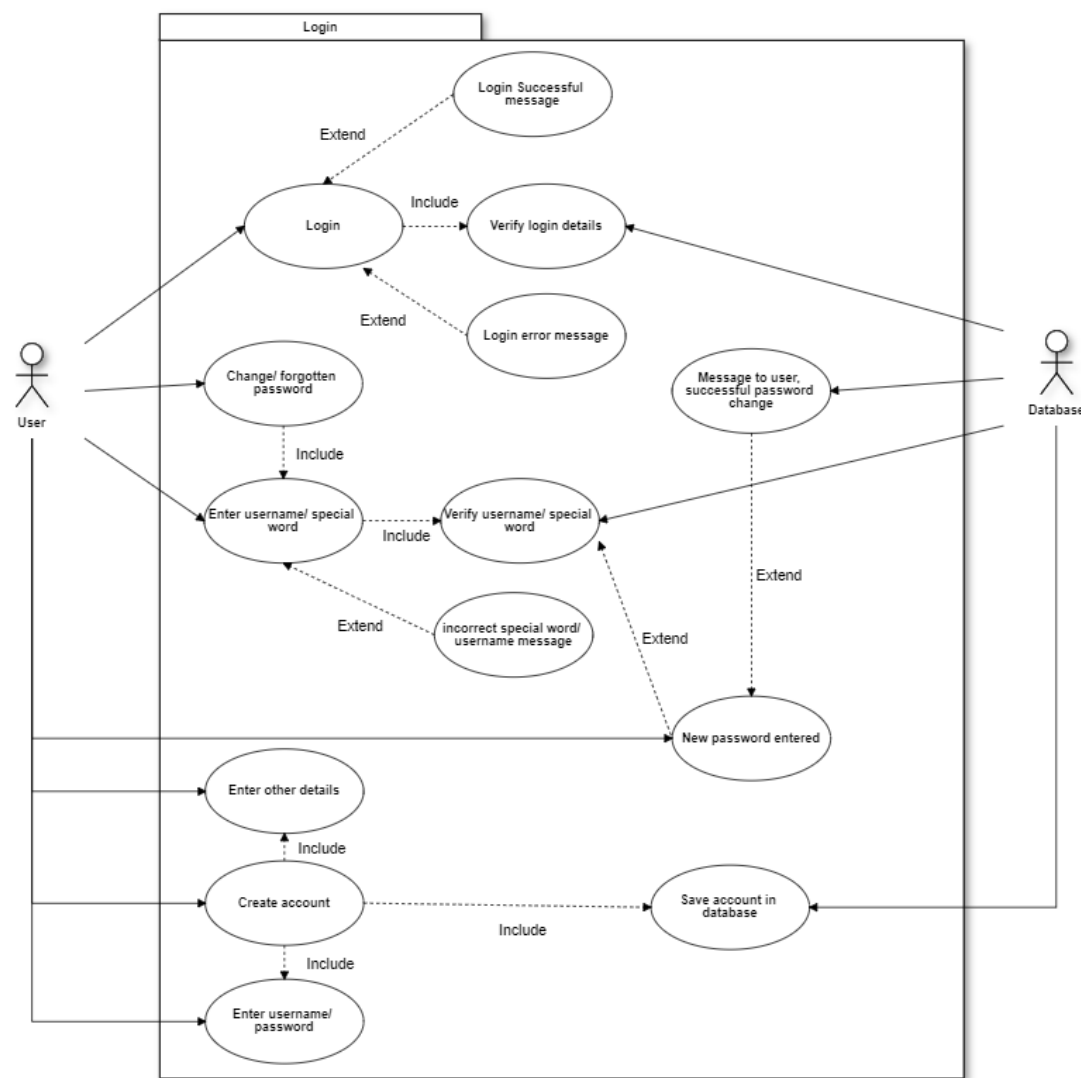 Login
Login Successful
message
Extend
Include
Login
Verify login details
Extend
Login error message
Change/ forgotten
password
Message to user,
successful password
change
User
Database
Include
Enter username/ special
word
Verify username/ special
word
Include
Extend
Extend
incorrect special word/
username message
Extend
New password entered
Enter other details
Include
Create account
Save account in
database
Include
Include
Enter username/
password